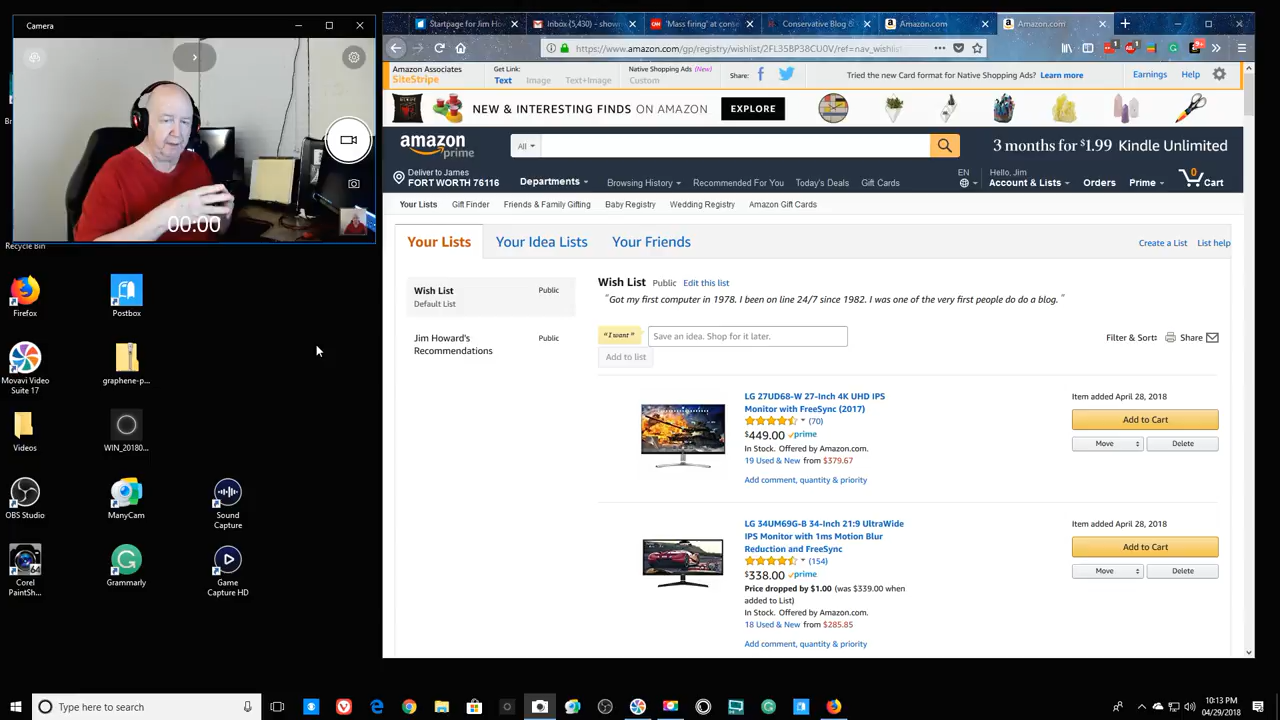 Camera
Startpage for Jim Ho
Inbox (5,430) - show
'Mass firing' at conse
Conservative Blog &
Amazon.com
Amazon.com
https://www.amazon.com/gp/registry/wishlist/2FL35BP38CU0V/ref=nav_wishlis
Amazon Associates
SiteStripe
Get Link:
Text
Image
Text+Image
Native Shopping Ads (New)
Custom
Share:
Tried the new Card format for Native Shopping Ads? Learn more
Earnings
Help
NEW & INTERESTING FINDS ON AMAZON
EXPLORE
amazon
prime
All
3 months for $1.99 Kindle Unlimited
Deliver to James
FORT WORTH 76116
Departments
Browsing History
Recommended For You
Today's Deals
Gift Cards
EN
Hello, Jim
Account & Lists
Orders
Prime
0
Cart
Your Lists
Gift Finder
Friends & Family Gifting
Baby Registry
Wedding Registry
Amazon Gift Cards
Your Lists
Your Idea Lists
Your Friends
Create a List
List help
Wish List
Public
Default List
Jim Howard's
Recommendations
Public
Wish List Public Edit this list
"Got my first computer in 1978. I been on line 24/7 since 1982. I was one of the very first people do do a blog. "
"I want"
Save an idea. Shop for it later.
Add to list
Filter & Sort:
Share
LG 27UD68-W 27-Inch 4K UHD IPS
Monitor with FreeSync (2017)
(70)
$449.00 prime
In Stock. Offered by Amazon.com.
19 Used & New from $379.67
Add comment, quantity & priority
Item added April 28, 2018
Add to Cart
Move
Delete
LG 34UM69G-B 34-Inch 21:9 UltraWide
IPS Monitor with 1ms Motion Blur
Reduction and FreeSync
(154)
$338.00 prime
Price dropped by $1.00 (was $339.00 when
added to List)
In Stock. Offered by Amazon.com.
18 Used & New from $285.85
Add comment, quantity & priority
Item added April 28, 2018
Add to Cart
Move
Delete
00:00
Recycle Bin
Firefox
Postbox
Movavi Video
Suite 17
graphene-p...
Videos
WIN_20180...
OBS Studio
ManyCam
Sound
Capture
Corel
PaintSh...
Grammarly
Game
Capture HD
Type here to search
10:13 PM
04/29/2018